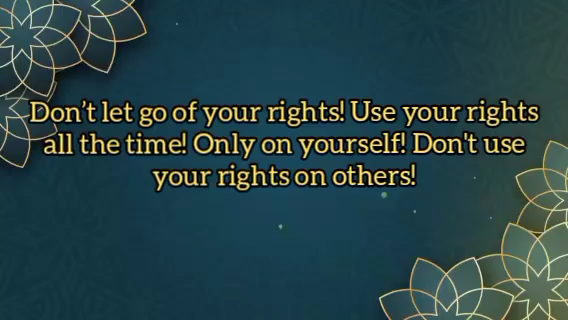 Don’t let go of your rights! Use your rights
all the time! Only on yourself! Don't use
your rights on others!